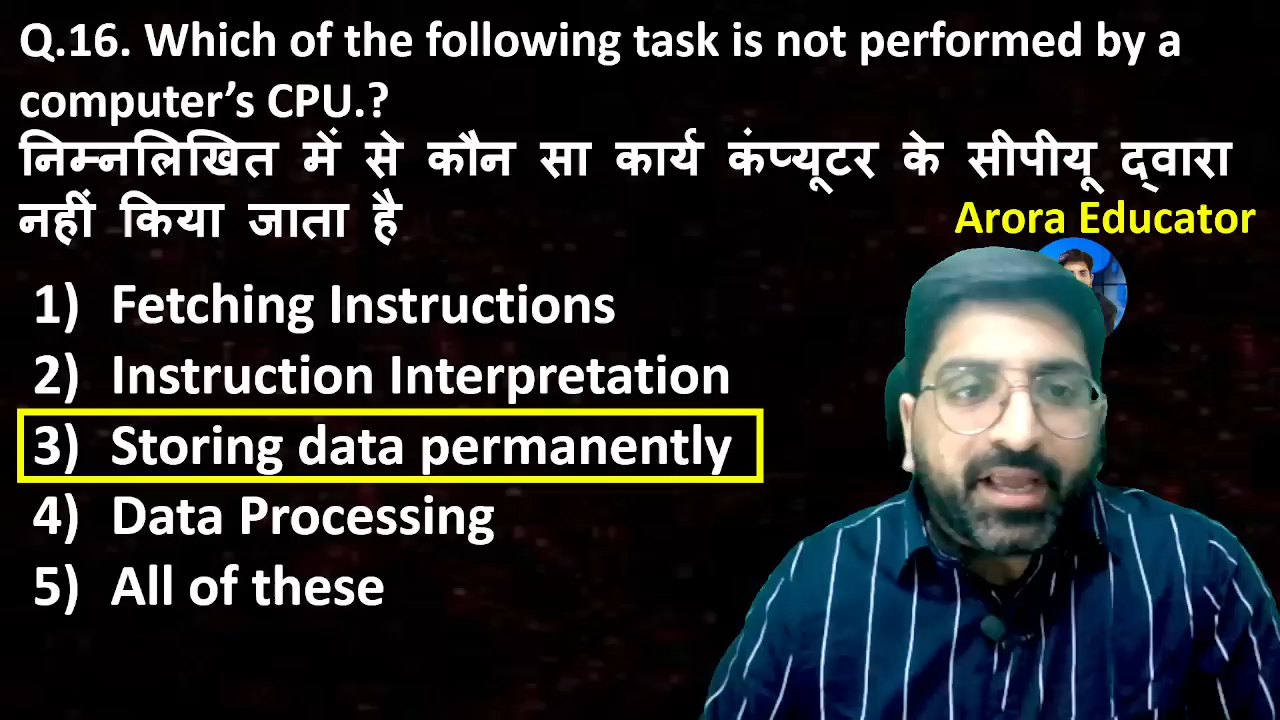 Q.16. Which of the following task is not performed by a
computer’s CPU.?
निम्नलिखित में से कौन सा कार्य कंप्यूटर के सीपीयू द्वारा
नहीं किया जाता है
Arora Educator
1) Fetching Instructions
2) Instruction Interpretation
3) Storing data permanently
4) Data Processing
5) All of these